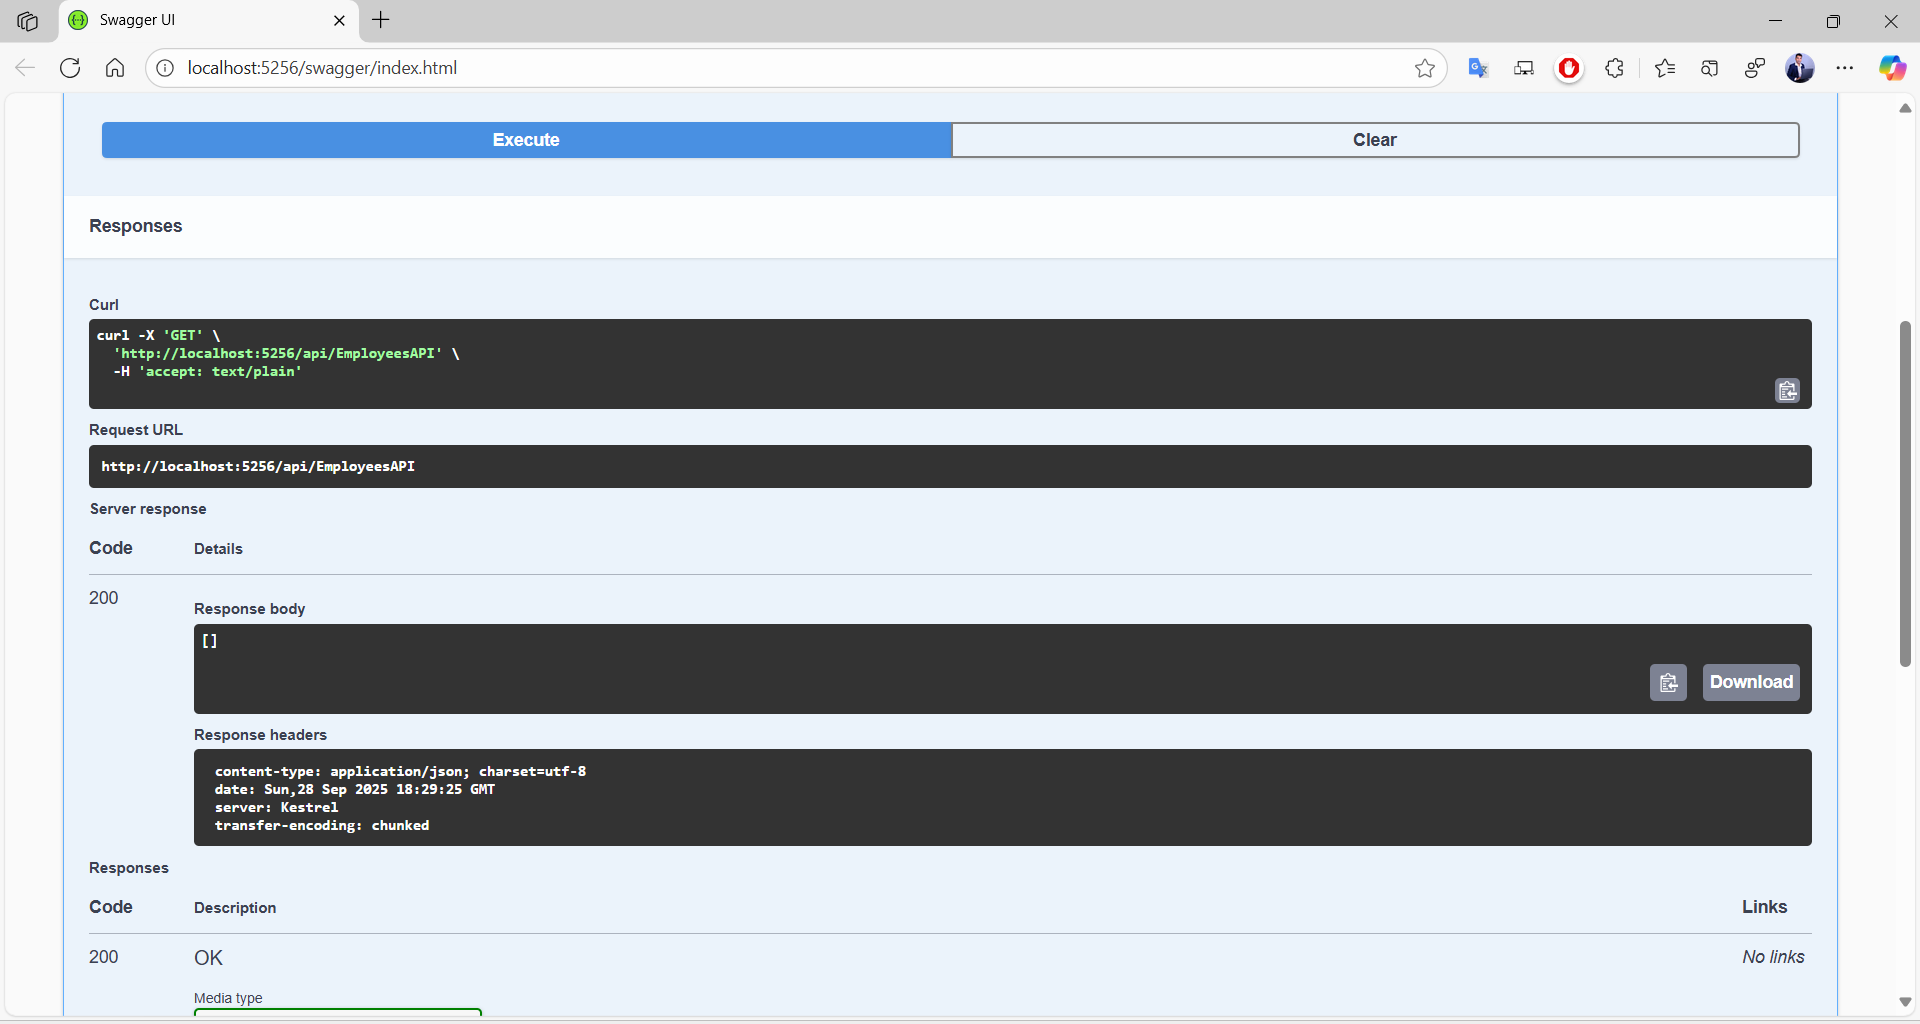 Swagger UI
localhost:5256/swagger/index.html
Execute
Clear
Responses
Curl
curl -X 'GET' \
'http://localhost:5256/api/EmployeesAPI' \
-H 'accept: text/plain'
Request URL
http://localhost:5256/api/EmployeesAPI
Server response
Code Details
200
Response body
[]
Download
Response headers
content-type: application/json; charset=utf-8
date: Sun,28 Sep 2025 18:29:25 GMT
server: Kestrel
transfer-encoding: chunked
Responses
Code Description Links
200 OK No links
Media type